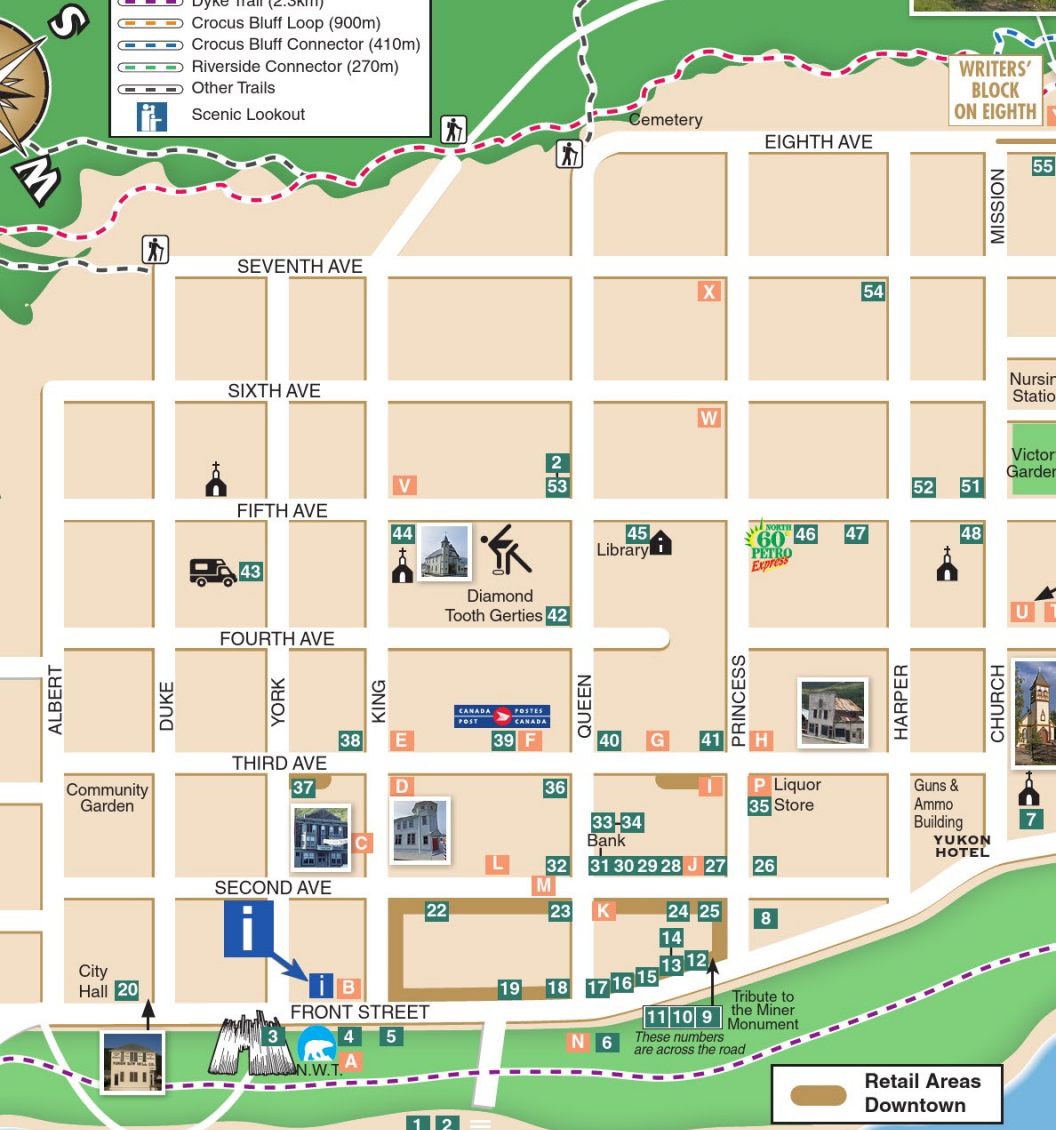 S
W
Dyke Trail (2.3km)
Crocus Bluff Loop (900m)
Crocus Bluff Connector (410m)
Riverside Connector (270m)
Other Trails
Scenic Lookout
WRITERS'
BLOCK
ON EIGHTH
Cemetery
EIGHTH AVE
55
MISSION
SEVENTH AVE
X
54
SIXTH AVE
W
V
2
53
52
51
FIFTH AVE
44
45
Library
NORTH
60
PETRO
Express
46
47
48
43
Diamond
Tooth Gerties
42
U
FOURTH AVE
ALBERT
DUKE
YORK
KING
QUEEN
PRINCESS
HARPER
CHURCH
CANADA POSTES
POST CANADA
38
E
39
F
40
G
41
H
THIRD AVE
Community
Garden
37
D
36
I
P
Liquor
35
Store
Guns &
Ammo
Building
YUKON
HOTEL
7
C
33-34
Bank
L
32
31
30
29
28
J
27
26
M
SECOND AVE
22
23
K
24
25
8
14
13
12
i
City
Hall
20
i
B
19
18
17
16
15
FRONT STREET
11
10
9
Tribute to
the Miner
Monument
These numbers
are across the road
3
4
5
N
6
N.W.T.
A
1
2
Retail Areas
Downtown